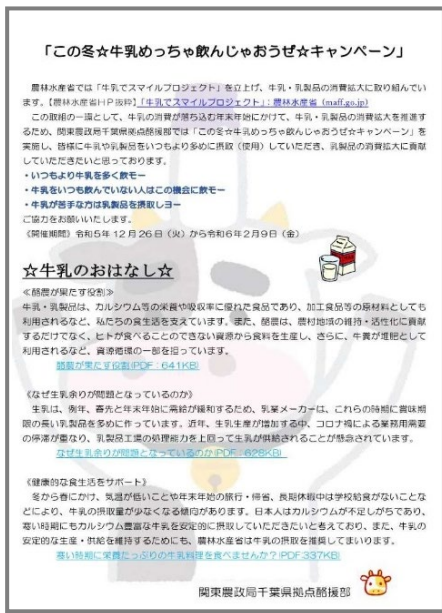 「この冬☆牛乳めっちゃ飲んじゃおうぜ☆キャンペーン」
農林水産省では「牛乳でスマイルプロジェクト」を立上げ、牛乳・乳製品の消費拡大に取り組んでい
ます。【農林水産省HP抜粋】「牛乳でスマイルプロジェクト」：農林水産省 (maff.go.jp)
この取組の一環として、牛乳の消費が落ち込む年末年始にかけて、牛乳・乳製品の消費拡大を推進す
るため、関東農政局千葉県拠点酪援部では「この冬☆牛乳めっちゃ飲んじゃおうぜ☆キャンペーン」を
実施し、皆様に牛乳や乳製品をいつもより多めに摂取（使用）していただき、乳製品の消費拡大に貢献
していただきたいと思っております。
・いつもより牛乳を多く飲モー
・牛乳をいつも飲んでいない人はこの機会に飲モー
・牛乳が苦手な方は乳製品を摂取しヨー
ご協力をお願いいたします。
《開催期間》令和５年１２月２６日（火）から令和６年２月９日（金）
☆牛乳のおはなし☆
≪酪農が果たす役割≫
牛乳・乳製品は、カルシウム等の栄養や吸収率に優れた食品であり、加工食品等の原材料としても
利用されるなど、私たちの食生活を支えています。また、酪農は、農村地域の維持・活性化に貢献
するだけでなく、ヒトが食べることのできない資源から食料を生産し、さらに、牛糞が堆肥として
利用されるなど、資源循環の一部を担っています。
酪農が果たす役割(PDF：641KB)
《なぜ生乳余りが問題となっているのか》
生乳は、例年、春先と年末年始に需給が緩和するため、乳業メーカーは、これらの時期に賞味期
限の長い乳製品を多めに作っています。近年、生乳生産が増加する中、コロナ禍による業務用需要
の停滞が重なり、乳製品工場の処理能力を上回って生乳が供給されることが懸念されています。
なぜ生乳余りが問題となっているのか(PDF：628KB)
《健康的な食生活をサポート》
冬から春にかけ、気温が低いことや年末年始の旅行・帰省、長期休暇中は学校給食がないことな
どにより、牛乳の摂取量が少なくなる傾向があります。日本人はカルシウムが不足しがちであり、
寒い時期にもカルシウム豊富な牛乳を安定的に摂取していただきたいと考えており、また、牛乳の
安定的な生産・供給を維持するためにも、農林水産省は牛乳の摂取を推奨してまいります。
寒い時期に栄養たっぷりの牛乳料理を食べませんか？(PDF:337KB)
関東農政局千葉県拠点酪援部